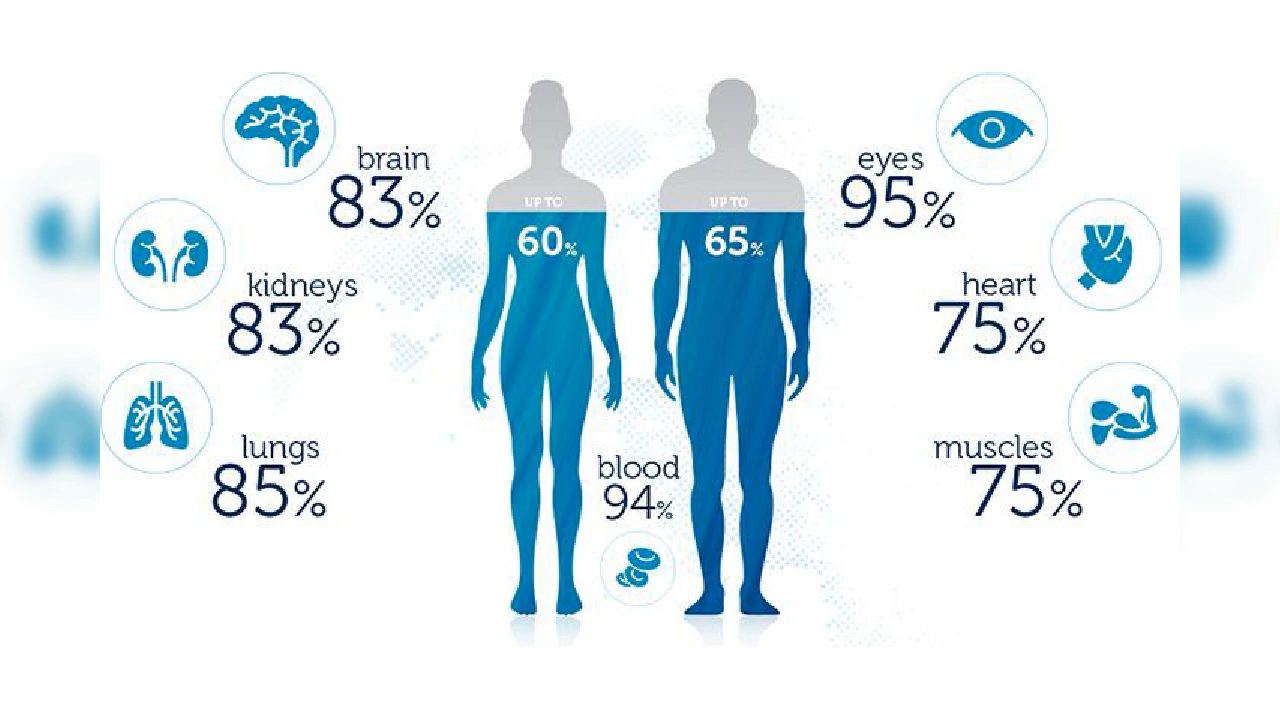 brain
83%
kidneys
83%
lungs
85%
UP TO
60%
UP TO
65%
blood
94%
eyes
95%
heart
75%
muscles
75%